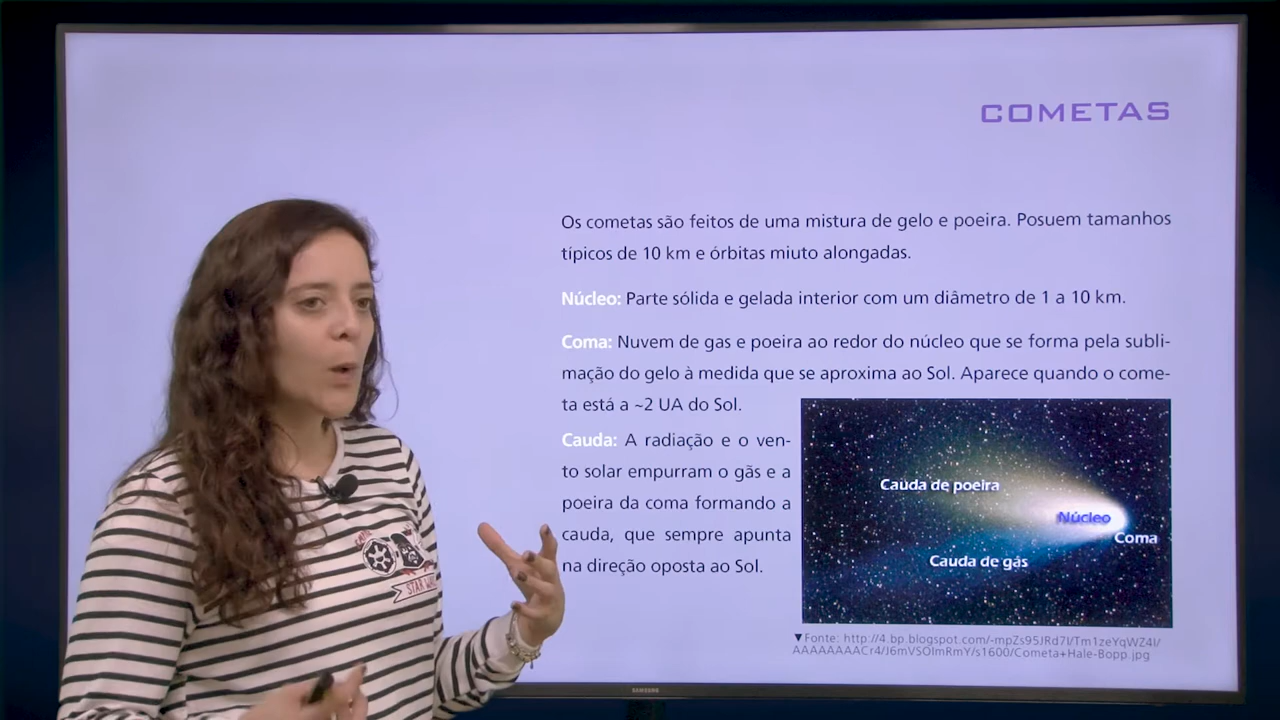 COMETAS
Os cometas são feitos de uma mistura de gelo e poeira. Posuem tamanhos
típicos de 10 km e órbitas miuto alongadas.
Núcleo: Parte sólida e gelada interior com um diâmetro de 1 a 10 km.
Coma: Nuvem de gas e poeira ao redor do núcleo que se forma pela subli-
mação do gelo à medida que se aproxima ao Sol. Aparece quando o come-
ta está a ~2 UA do Sol.
Cauda: A radiação e o ven-
to solar empurram o gãs e a
poeira da coma formando a
cauda, que sempre apunta
na direção oposta ao Sol.
Cauda de poeira
Núcleo
Coma
Cauda de gás
▼Fonte: http://4.bp.blogspot.com/-mpZs95JRd7I/Tm1zeYqWZ4I/
AAAAAAAACr4/J6mVSOlmRmY/s1600/Cometa+Hale-Bopp.jpg
STAR
SAMSUNG